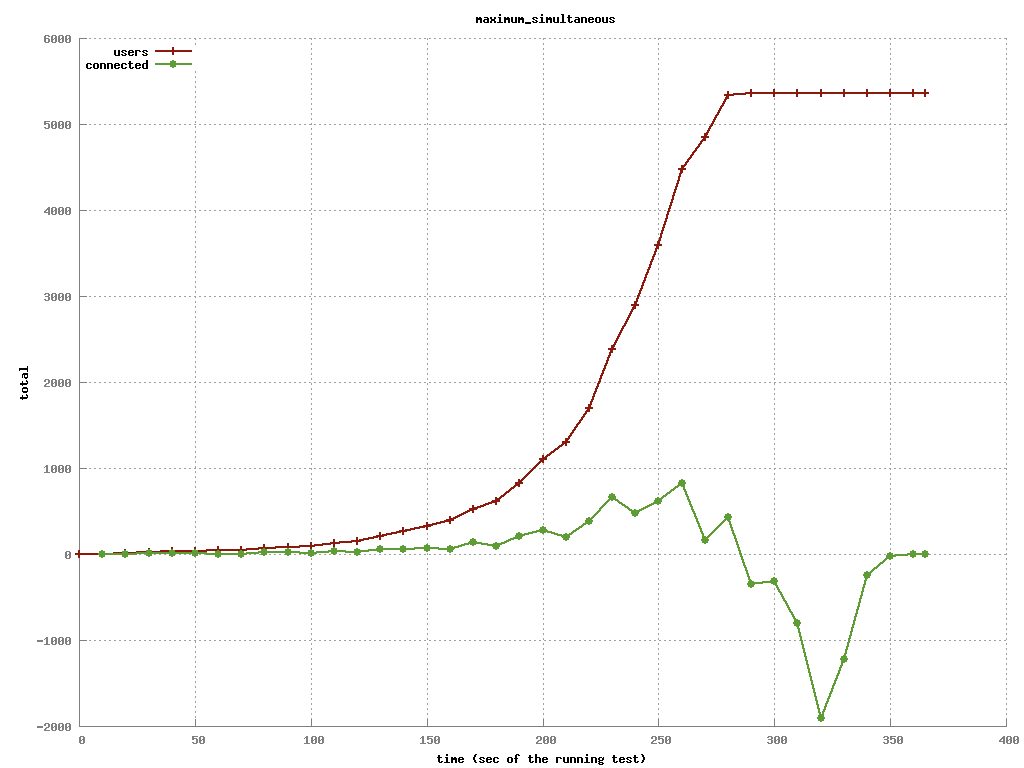 maximum_simultaneous
6000
users
connected
5000
4000
3000
2000
1000
0
-1000
-2000
total
0 50 100 150 200 250 300 350 400
time (sec of the running test)